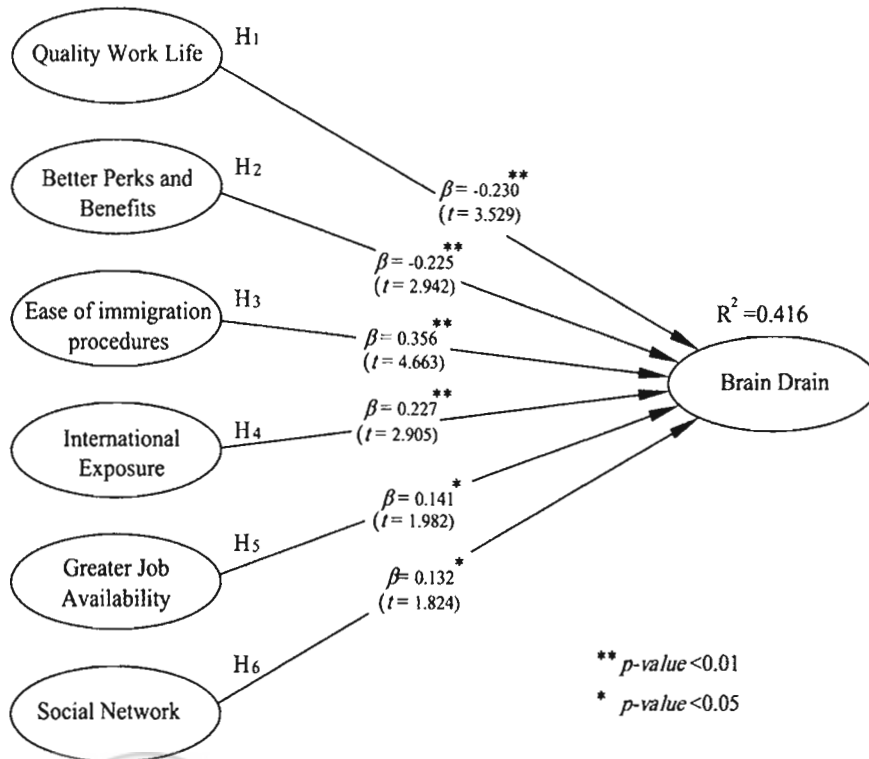 Quality Work Life
H1
Better Perks and
Benefits
H2
Ease of immigration
procedures
H3
International
Exposure
H4
Greater Job
Availability
H5
Social Network
H6
β = -0.230**
(t = 3.529)
β = -0.225**
(t = 2.942)
β = 0.356**
(t = 4.663)
β = 0.227**
(t = 2.905)
β = 0.141*
(t = 1.982)
β= 0.132*
(t = 1.824)
R² =0.416
Brain Drain
** p-value<0.01
* p-value<0.05